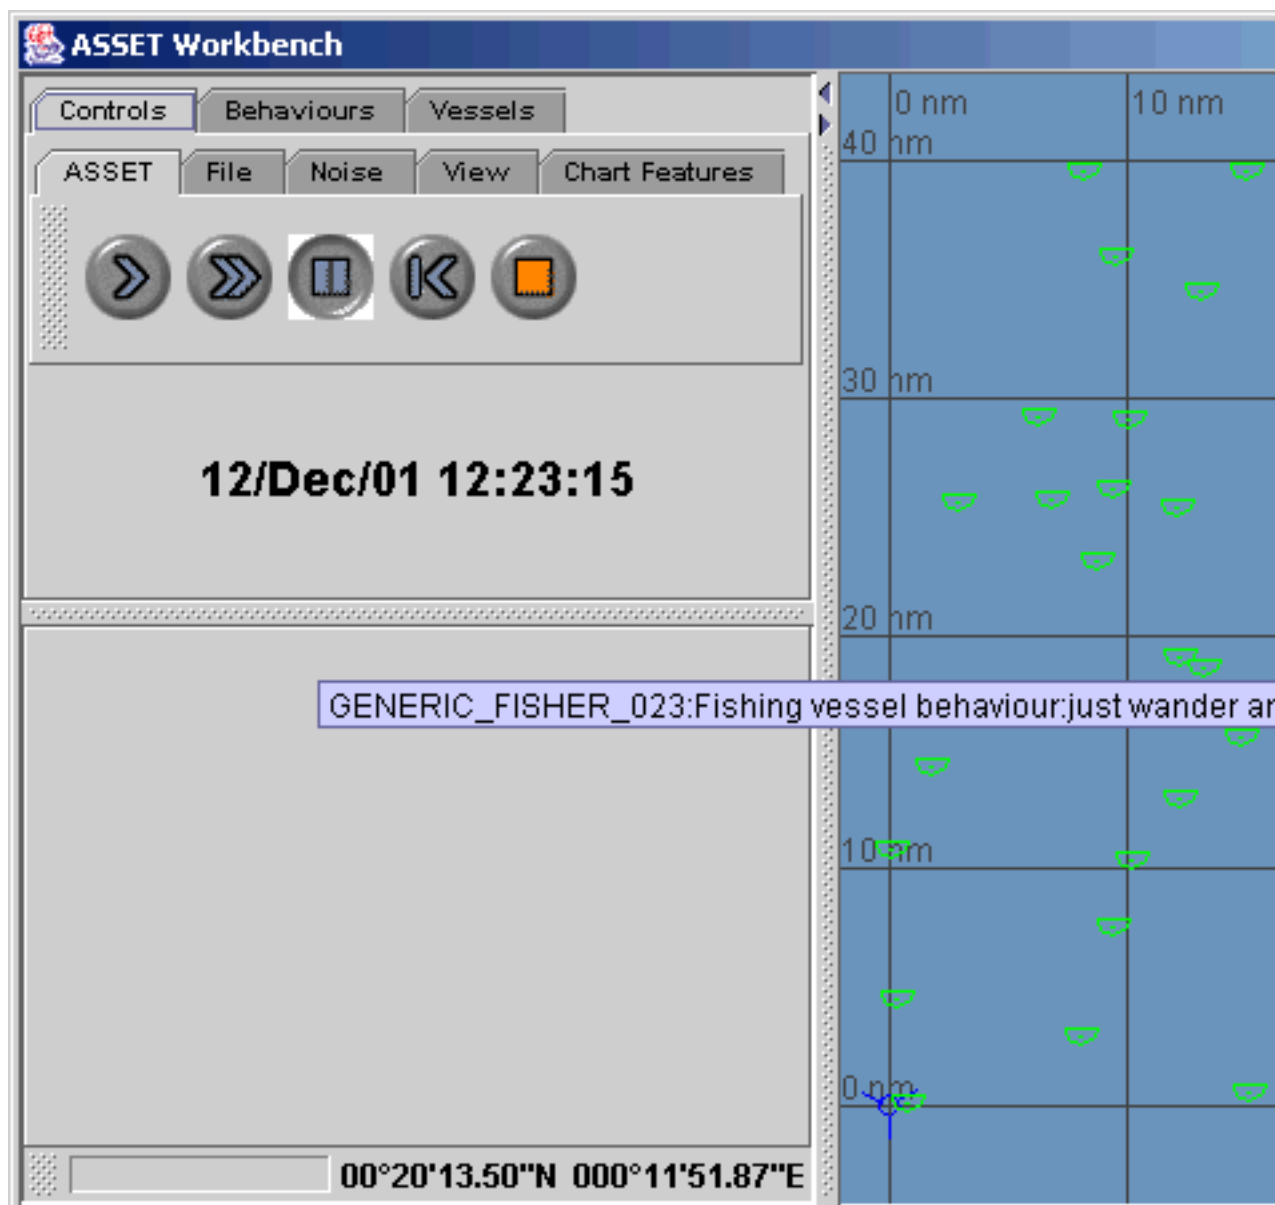 ASSET Workbench
Controls Behaviours Vessels
ASSET File Noise View Chart Features
12/Dec/01 12:23:15
0 nm 10 nm
40 nm
30 nm
20 nm
GENERIC_FISHER_023:Fishing vessel behaviour:just wander ar
10 nm
0 nm
00°20'13.50"N 000°11'51.87"E